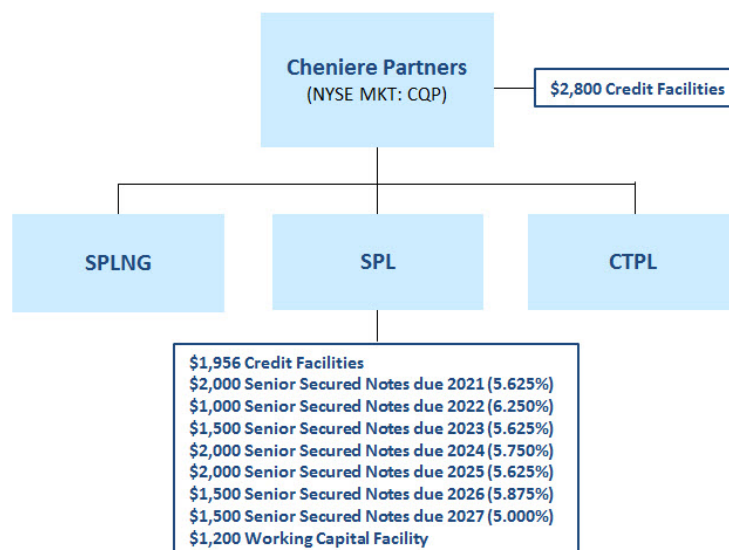 Cheniere Partners
(NYSE MKT: CQP)
$2,800 Credit Facilities
SPLNG
SPL
CTPL
$1,956 Credit Facilities
$2,000 Senior Secured Notes due 2021 (5.625%)
$1,000 Senior Secured Notes due 2022 (6.250%)
$1,500 Senior Secured Notes due 2023 (5.625%)
$2,000 Senior Secured Notes due 2024 (5.750%)
$2,000 Senior Secured Notes due 2025 (5.625%)
$1,500 Senior Secured Notes due 2026 (5.875%)
$1,500 Senior Secured Notes due 2027 (5.000%)
$1,200 Working Capital Facility